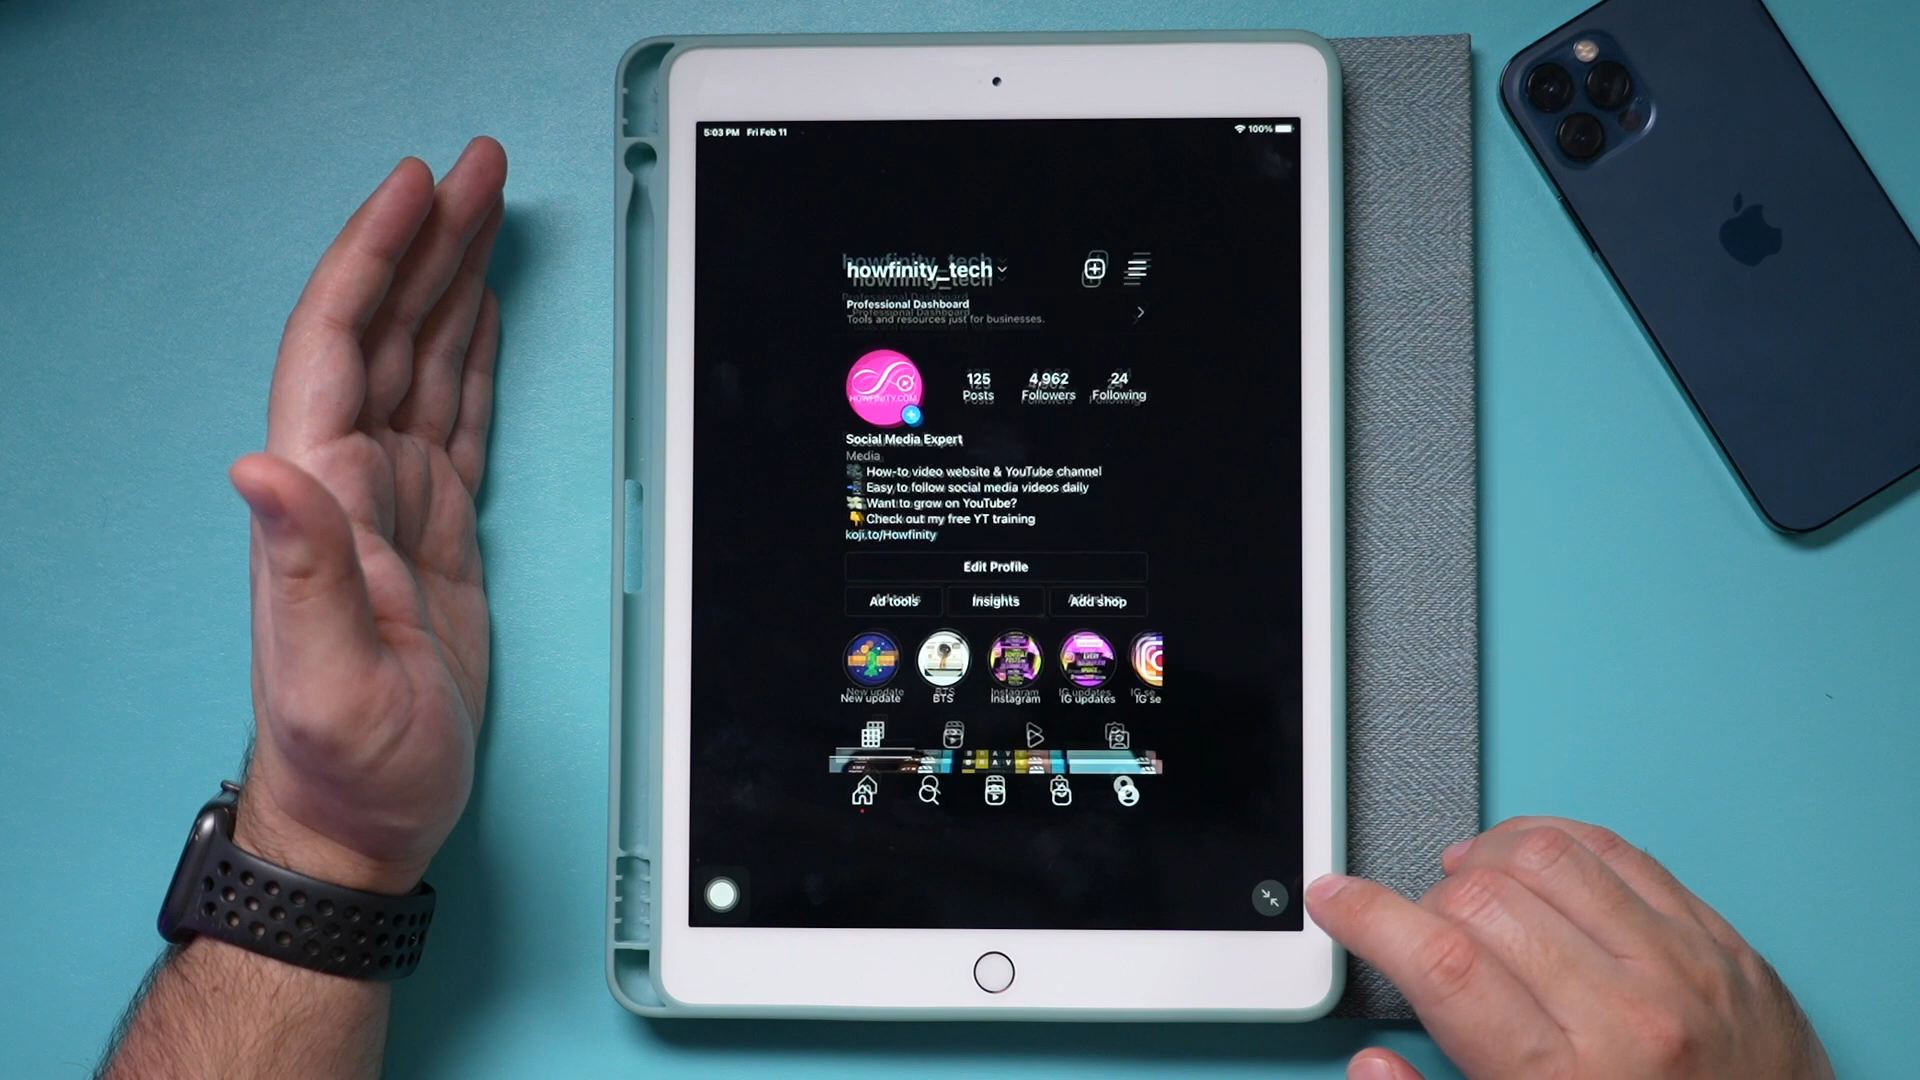 5:03 PM Fri Feb 11
100%
howfinity_tech
Professional Dashboard
Tools and resources just for businesses.
HOWFINITY.COM
125 4,962 24
Posts Followers Following
Social Media Expert
Media
How-to video website & YouTube channel
Easy to follow social media videos daily
Want to grow on YouTube?
Check out my free YT training
koji.to/Howfinity
Edit Profile
Ad tools Insights Add shop
New update BTS Instagram IG updates IG se
B R A V E